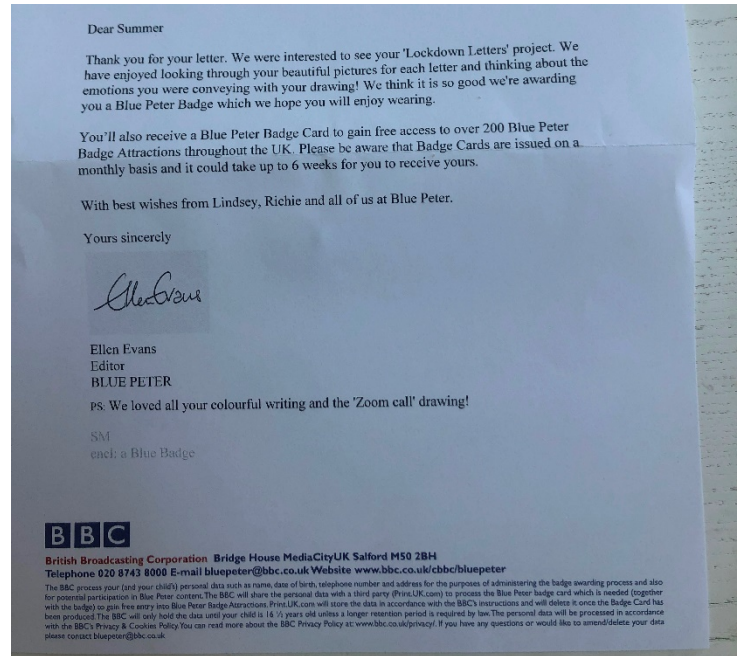 Dear Summer
Thank you for your letter. We were interested to see your 'Lockdown Letters' project. We
have enjoyed looking through your beautiful pictures for each letter and thinking about the
emotions you were conveying with your drawing! We think it is so good we're awarding
you a Blue Peter Badge which we hope you will enjoy wearing.
You'll also receive a Blue Peter Badge Card to gain free access to over 200 Blue Peter
Badge Attractions throughout the UK. Please be aware that Badge Cards are issued on a
monthly basis and it could take up to 6 weeks for you to receive yours.
With best wishes from Lindsey, Richie and all of us at Blue Peter.
Yours sincerely
Ellen Evans
Ellen Evans
Editor
BLUE PETER
PS: We loved all your colourful writing and the 'Zoom call' drawing!
SM
encl: a Blue Badge
BBC
British Broadcasting Corporation Bridge House MediaCityUK Salford M50 2BH
Telephone 020 8743 8000 E-mail bluepeter@bbc.co.uk Website www.bbc.co.uk/cbbc/bluepeter
The BBC process your (and your child's) personal data such as name, date of birth, telephone number and address for the purposes of administering the badge awarding process and also
for potential participation in Blue Peter content. The BBC will share the personal data with a third party (Print.UK.com) to process the Blue Peter badge card which is needed (together
with the badge) to gain free entry into Blue Peter Badge Attractions. Print.UK.com will store the data in accordance with the BBC's instructions and will delete it once the Badge Card has
been produced. The BBC will only hold the data until your child is 16 ½ years old unless a longer retention period is required by law. The personal data will be processed in accordance
with the BBC's Privacy & Cookies Policy. You can read more about the BBC Privacy Policy at: www.bbc.co.uk/privacy/. If you have any questions or would like to amend/delete your data
please contact bluepeter@bbc.co.uk